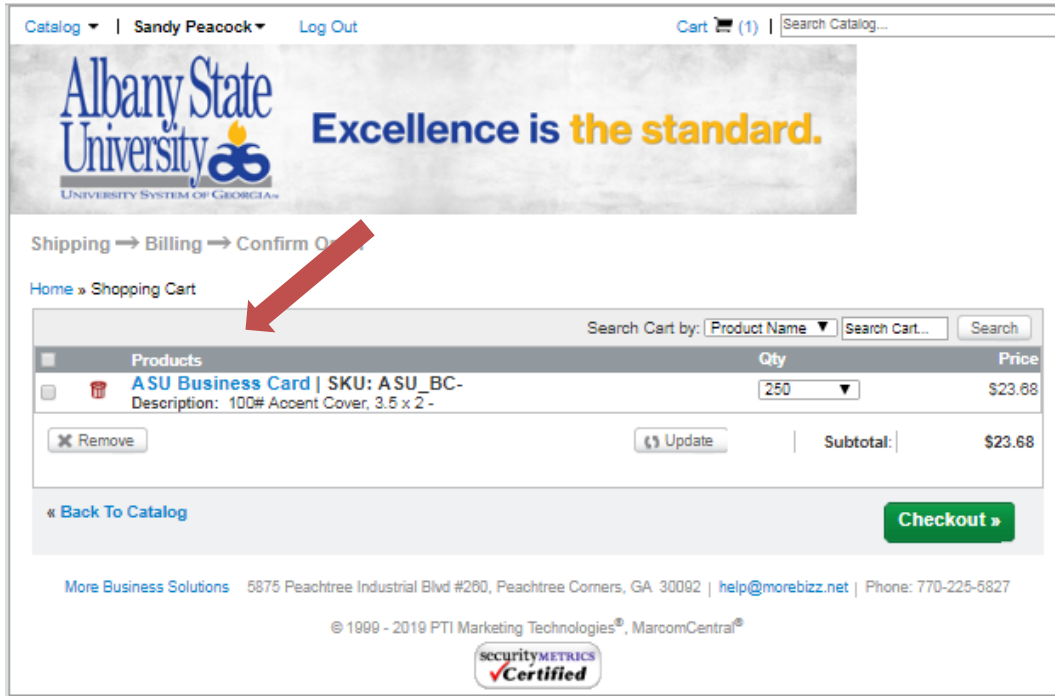 Catalog ▼ | Sandy Peacock ▼ Log Out Cart (1) | Search Catalog...
Albany State
University
UNIVERSITY SYSTEM OF GEORGIA
Excellence is the standard.
Shipping → Billing → Confirm
Home » Shopping Cart
Search Cart by: Product Name ▼ Search Cart... Search
Products Qty Price
ASU Business Card | SKU: ASU_BC- 250 ▼ $23.68
Description: 100# Accent Cover, 3.5 x 2 -
Remove Update Subtotal: $23.68
« Back To Catalog
Checkout »
More Business Solutions 5875 Peachtree Industrial Blvd #260, Peachtree Corners, GA 30092 | help@morebizz.net | Phone: 770-225-5827
© 1999 - 2019 PTI Marketing Technologies®, MarcomCentral®
securityMETRICS
Certified